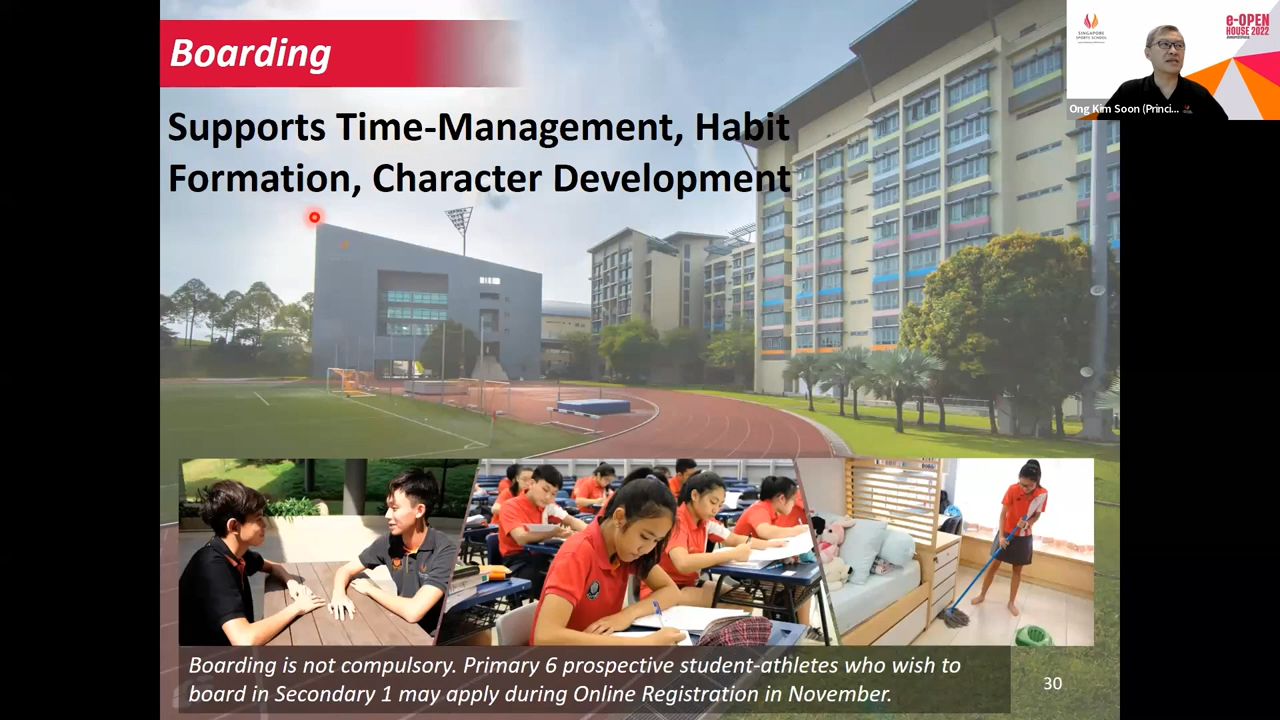 Boarding
Supports Time-Management, Habit
Formation, Character Development
SINGAPORE
SPORTS SCHOOL
e-OPEN
HOUSE 2022
Ong Kim Soon (Princi...
Boarding is not compulsory. Primary 6 prospective student-athletes who wish to
board in Secondary 1 may apply during Online Registration in November.
30